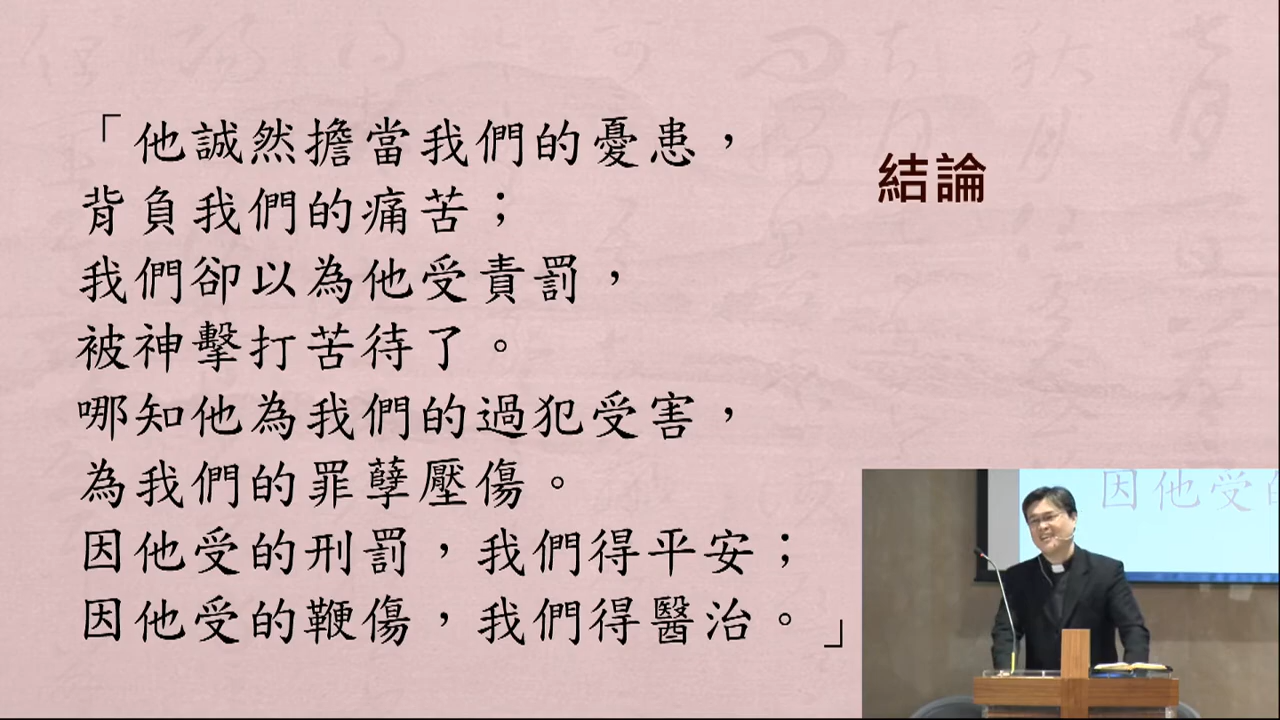 「他誠然擔當我們的憂患，
背負我們的痛苦；
我們卻以為他受責罰，
被神擊打苦待了。
哪知他為我們的過犯受害，
為我們的罪孽壓傷。
因他受的刑罰，我們得平安；
因他受的鞭傷，我們得醫治。」
結論
因他受的